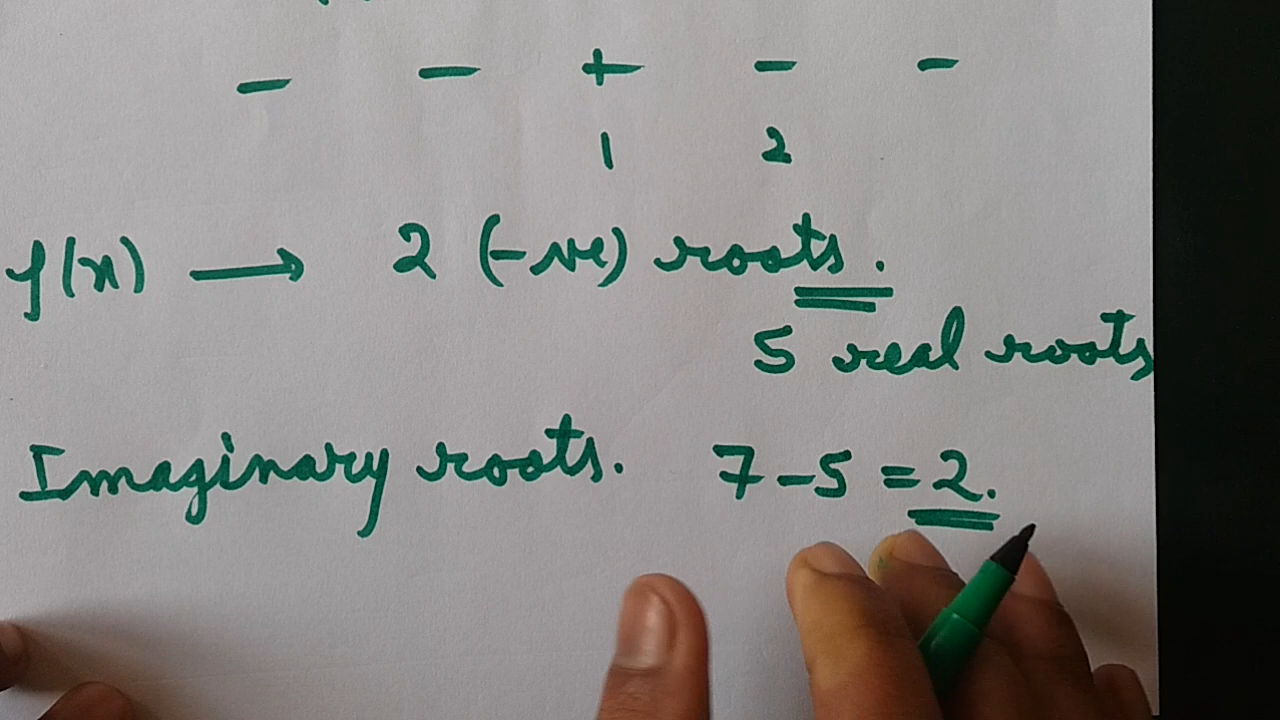 − − + − −
1 2
f(x) → 2 (-ve) roots.
5 real roots
Imaginary roots. 7-5 = 2.